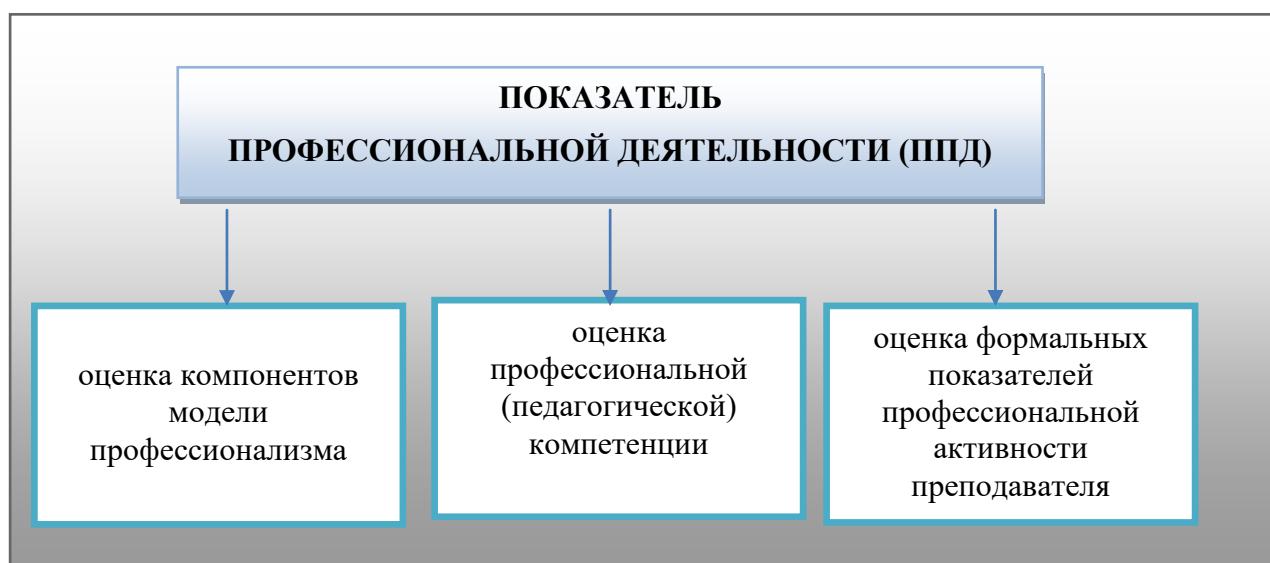 ПОКАЗАТЕЛЬ
ПРОФЕССИОНАЛЬНОЙ ДЕЯТЕЛЬНОСТИ (ППД)
оценка компонентов
модели
профессионализма
оценка
профессиональной
(педагогической)
компетенции
оценка формальных
показателей
профессиональной
активности
преподавателя